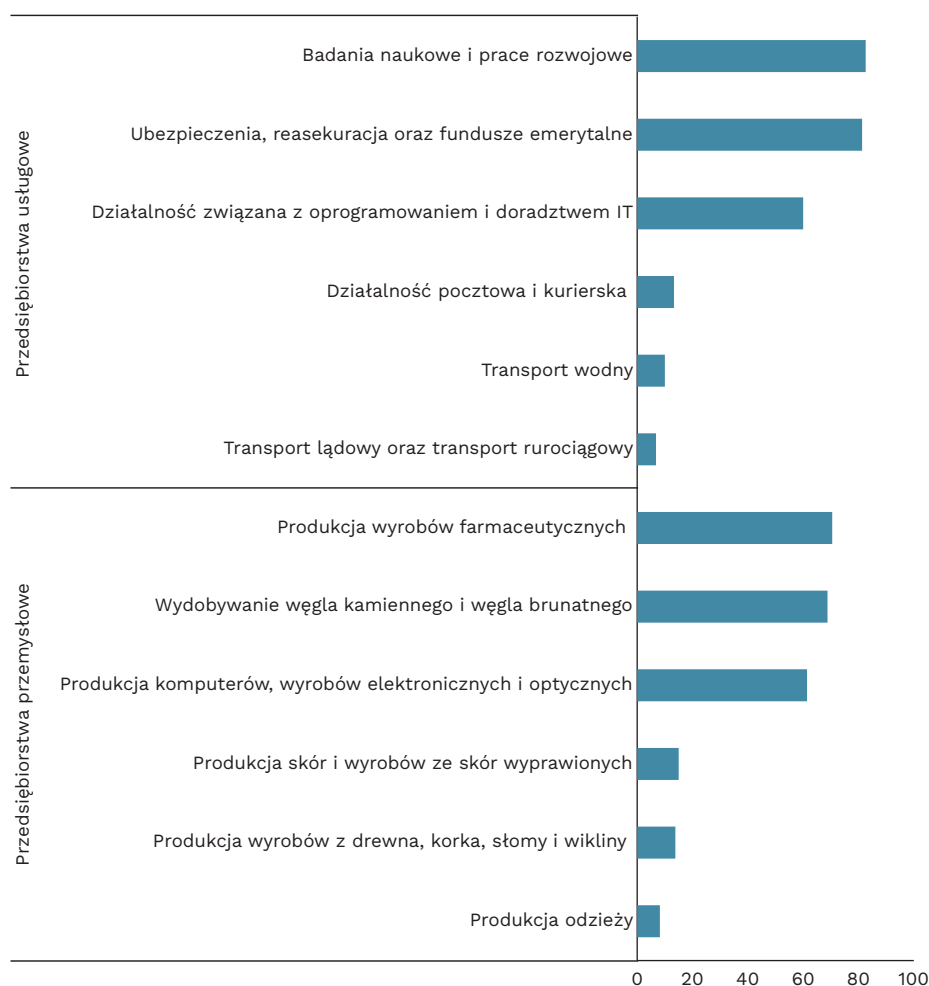 Przedsiębiorstwa usługowe
Badania naukowe i prace rozwojowe
Ubezpieczenia, reasekuracja oraz fundusze emerytalne
Działalność związana z oprogramowaniem i doradztwem IT
Działalność pocztowa i kurierska
Transport wodny
Transport lądowy oraz transport rurociągowy
Przedsiębiorstwa przemysłowe
Produkcja wyrobów farmaceutycznych
Wydobywanie węgla kamiennego i węgla brunatnego
Produkcja komputerów, wyrobów elektronicznych i optycznych
Produkcja skór i wyrobów ze skór wyprawionych
Produkcja wyrobów z drewna, korka, słomy i wikliny
Produkcja odzieży
0 20 40 60 80 100